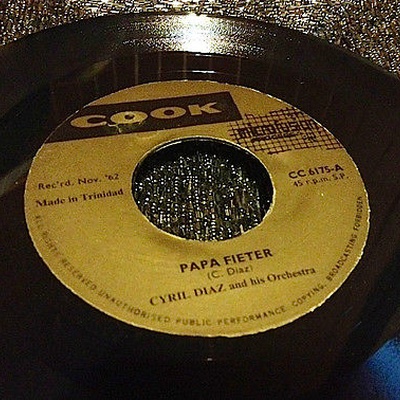 COOK
microfusion
Rec'rd. Nov. '62
Made in Trinidad
CC 6175-A
45 r.p.m. S.P.
PAPA FIETER
(C. Diaz)
CYRIL DIAZ and his Orchestra
ALL RIGHTS RESERVED UNAUTHORISED PUBLIC PERFORMANCE, COPYING, BROADCASTING FORBIDDEN